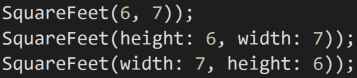 SquareFeet(6, 7));
SquareFeet(height: 6, width: 7));
SquareFeet(width: 7, height: 6));